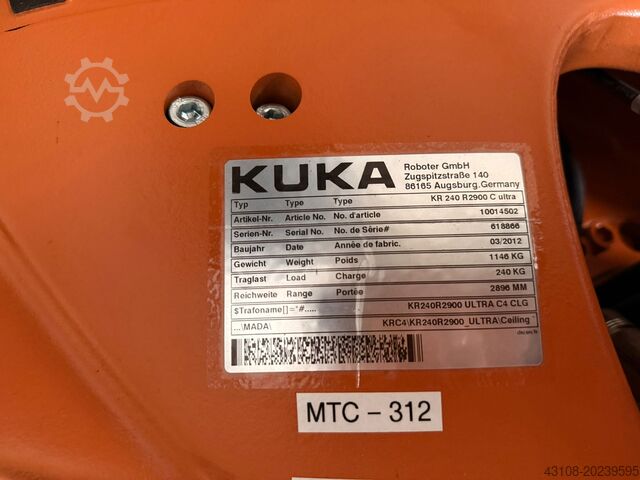 KUKA
Roboter GmbH
Zugspitzstraße 140
86165 Augsburg,Germany
Typ Type Type KR 240 R2900 C ultra
Artikel-Nr. Article No. No. d'article 10014502
Serien-Nr. Serial No. No. de Série# 618866
Baujahr Date Année de fabric. 03/2012
Gewicht Weight Poids 1146 KG
Traglast Load Charge 240 KG
Reichweite Range Portée 2896 MM
$Trafoname[]="#..... KR240R2900 ULTRA C4 CLG
...\MADA\ KRC4\KR240R2900_ULTRA\Ceiling
MTC - 312
43108-20239595